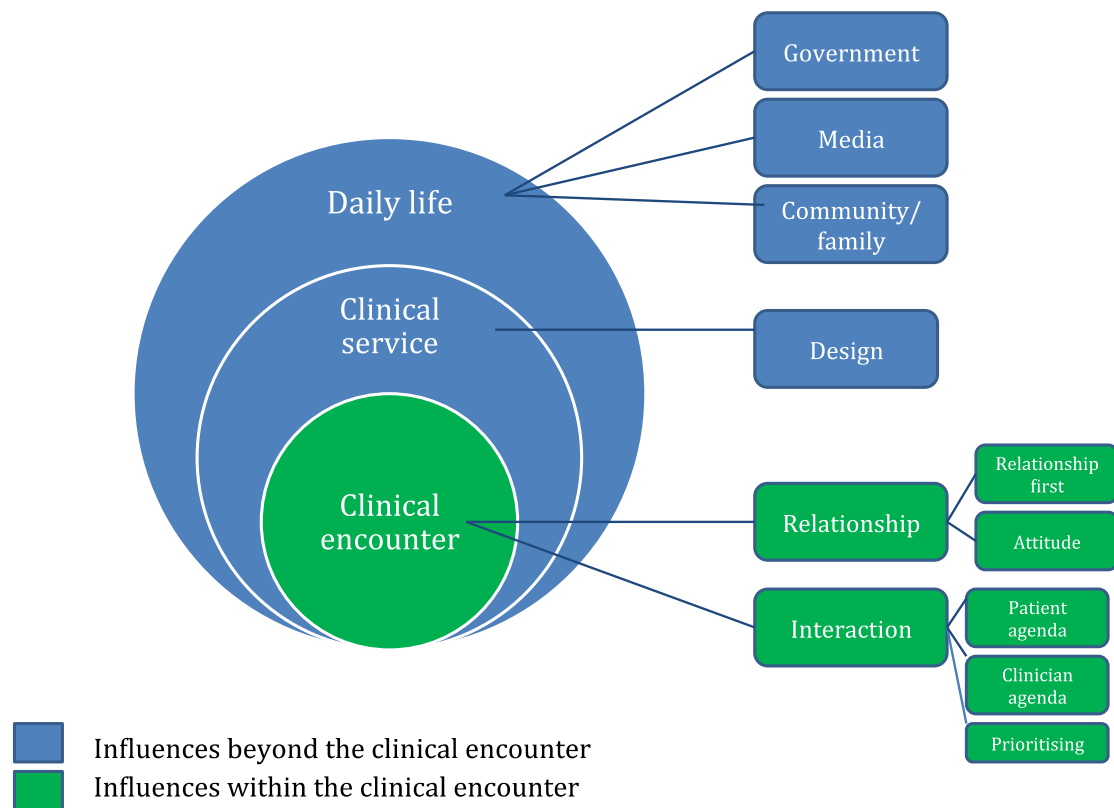 Government
Media
Daily life
Community/
family
Clinical
service
Design
Relationship
first
Clinical
encounter
Relationship
Attitude
Interaction
Patient
agenda
Clinician
agenda
Prioritising
Influences beyond the clinical encounter
Influences within the clinical encounter